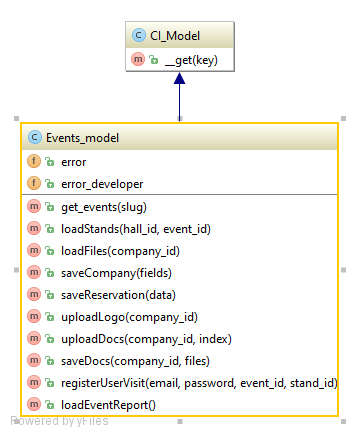 C CI_Model
m __get(key)
C Events_model
f error
f error_developer
m get_events(slug)
m loadStands(hall_id, event_id)
m loadFiles(company_id)
m saveCompany(fields)
m saveReservation(data)
m uploadLogo(company_id)
m uploadDocs(company_id, index)
m saveDocs(company_id, files)
m registerUserVisit(email, password, event_id, stand_id)
m loadEventReport()
Powered by yFiles